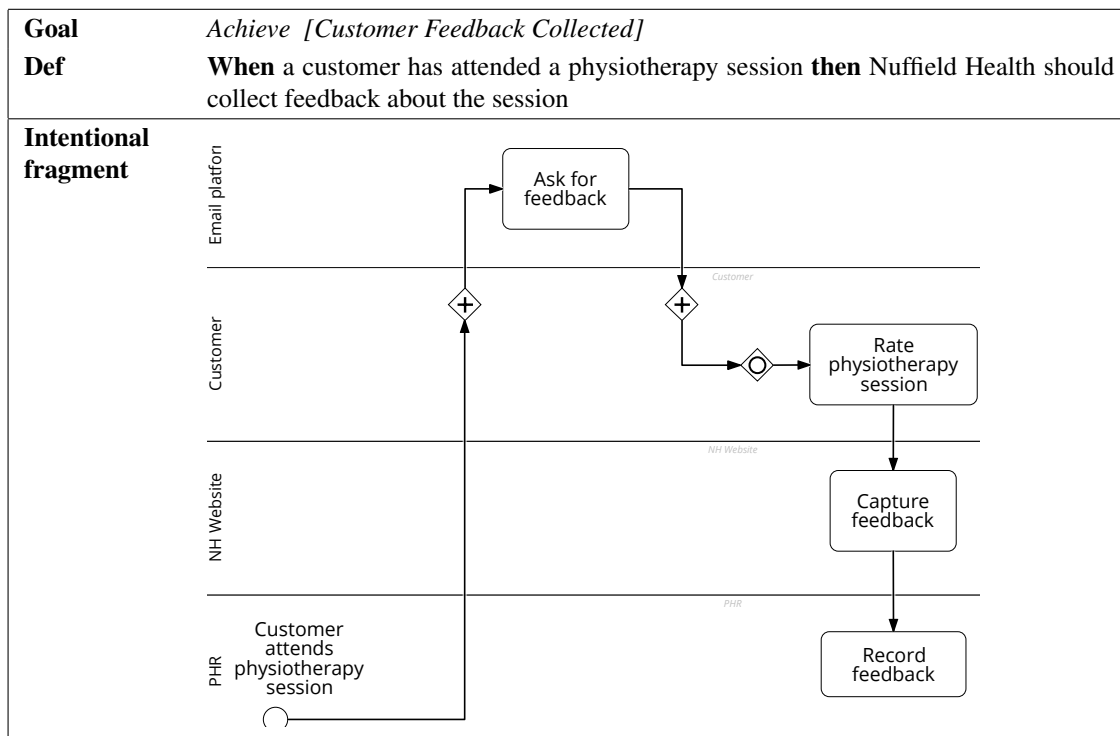 Goal Achieve [Customer Feedback Collected]
Def When a customer has attended a physiotherapy session then Nuffield Health should
collect feedback about the session
Intentional
fragment
Email platforr
Ask for
feedback
Customer
Customer
Rate
physiotherapy
session
NH Website
NH Website
Capture
feedback
PHR
PHR
Customer
attends
physiotherapy
session
Record
feedback